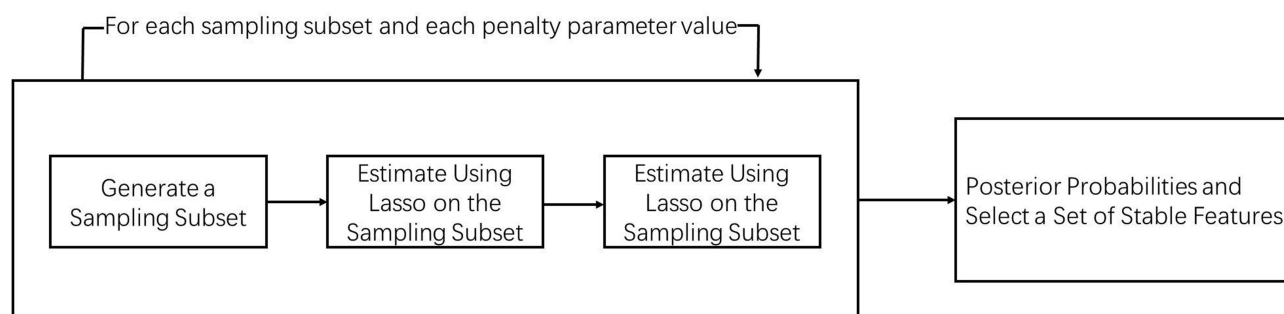 For each sampling subset and each penalty parameter value
Generate a
Sampling Subset
Estimate Using
Lasso on the
Sampling Subset
Estimate Using
Lasso on the
Sampling Subset
Posterior Probabilities and
Select a Set of Stable Features